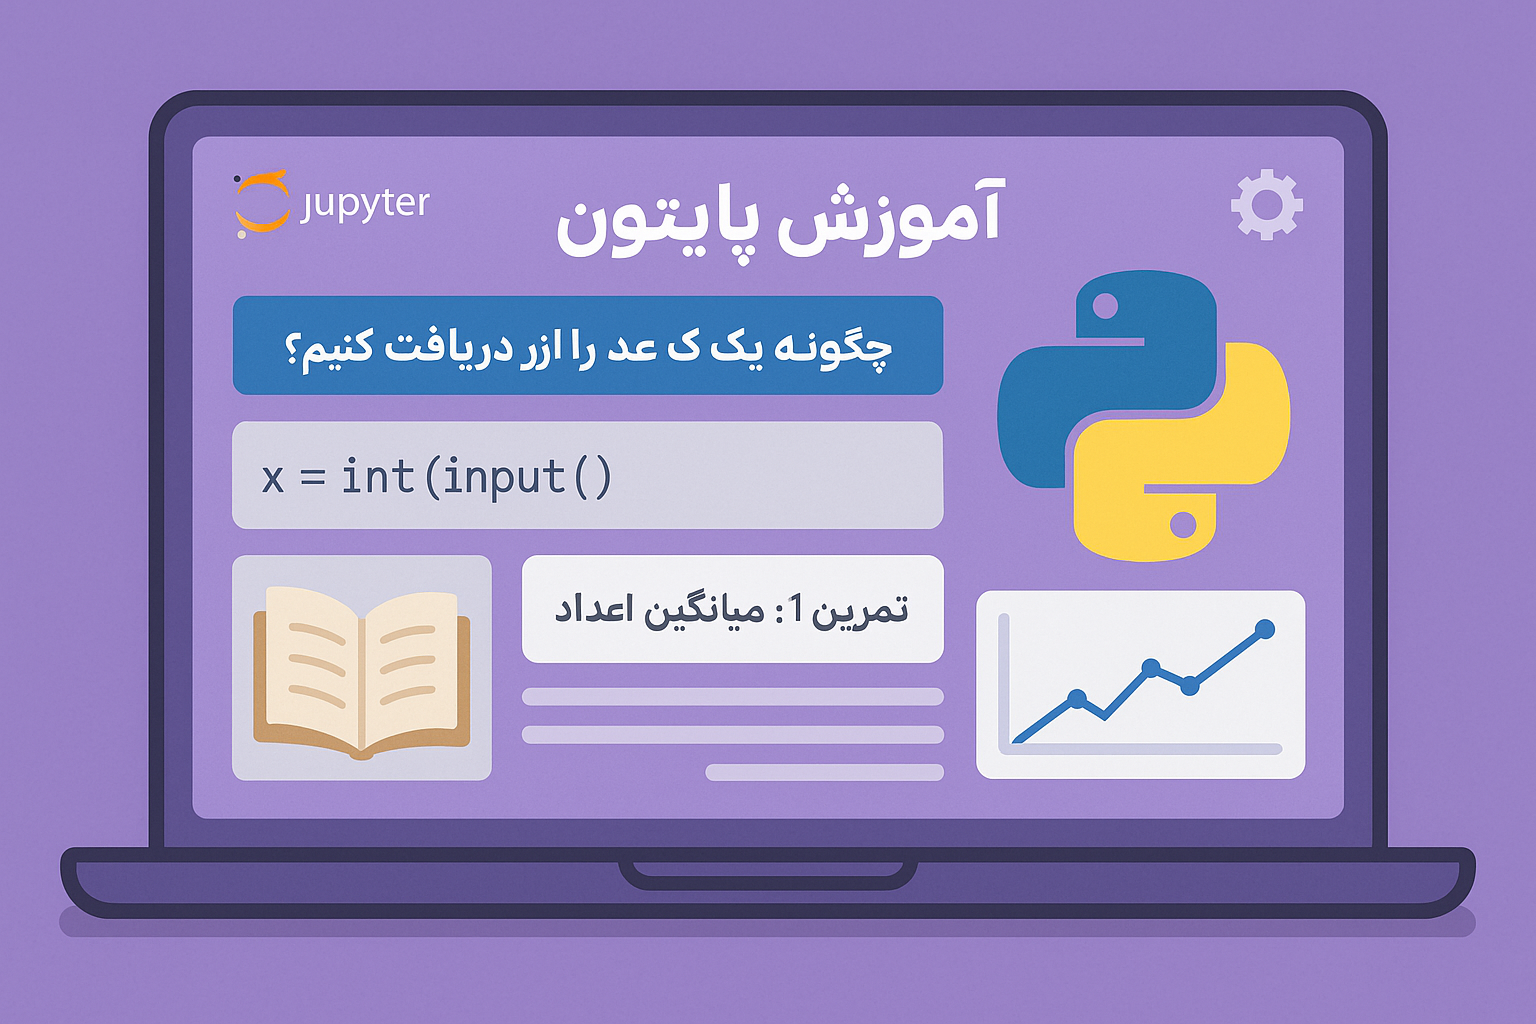 jupyter
آموزش پایتون
چگونه یک ک عد را ازر دریافت کنیم؟
x = int(input()
تمرین 1: میانگین اعداد